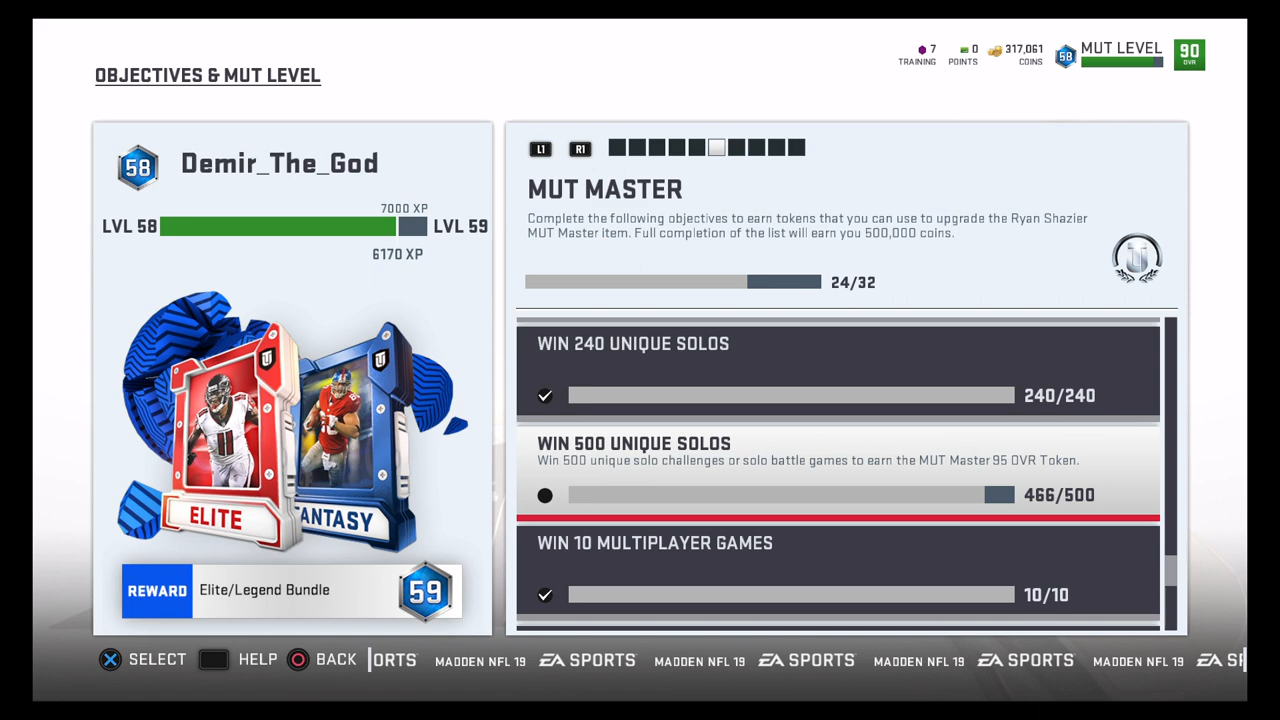 OBJECTIVES & MUT LEVEL
7
TRAINING
0
POINTS
317,061
COINS
58
MUT LEVEL
90
OVR
58
Demir_The_God
7000 XP
LVL 58
LVL 59
6170 XP
11
ELITE
ANTASY
REWARD
Elite/Legend Bundle
59
L1
R1
MUT MASTER
Complete the following objectives to earn tokens that you can use to upgrade the Ryan Shazier
MUT Master item. Full completion of the list will earn you 500,000 coins.
24/32
WIN 240 UNIQUE SOLOS
240/240
WIN 500 UNIQUE SOLOS
Win 500 unique solo challenges or solo battle games to earn the MUT Master 95 OVR Token.
466/500
WIN 10 MULTIPLAYER GAMES
10/10
SELECT
HELP
BACK
ORTS MADDEN NFL 19 EA SPORTS MADDEN NFL 19 EA SPORTS MADDEN NFL 19 EA SPORTS MADDEN NFL 19 EA SP